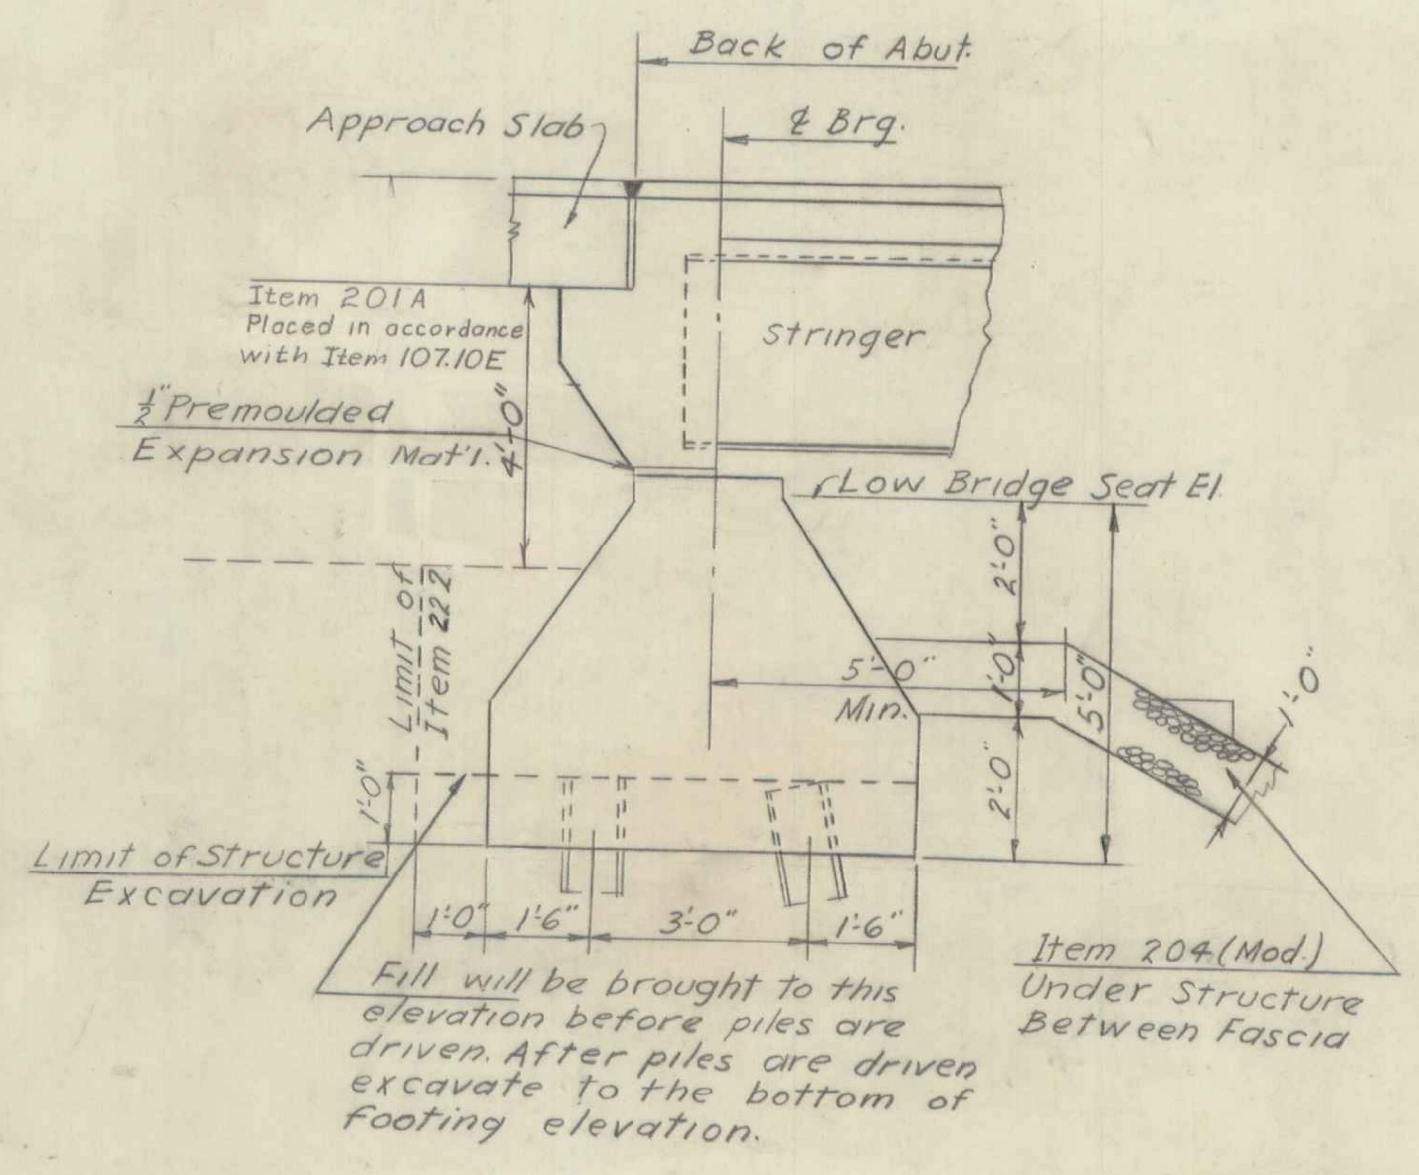 Back of Abut.
Approach Slab
℄ Brg.
Item 201A
Placed in accordance
with Item 107.10E
Stringer
½" Premoulded
Expansion Mat'l.
4'-0"
Low Bridge Seat El.
2'-0"
Limit of
Item 222
5'-0"
Min.
1'-0"
5'-0"
1'-0"
2'-0"
1'-0"
Limit of Structure
Excavation
1'-0"
1'-6"
3'-0"
1'-6"
Fill will be brought to this
elevation before piles are
driven. After piles are driven
excavate to the bottom of
footing elevation.
Item 204 (Mod.)
Under Structure
Between Fascia